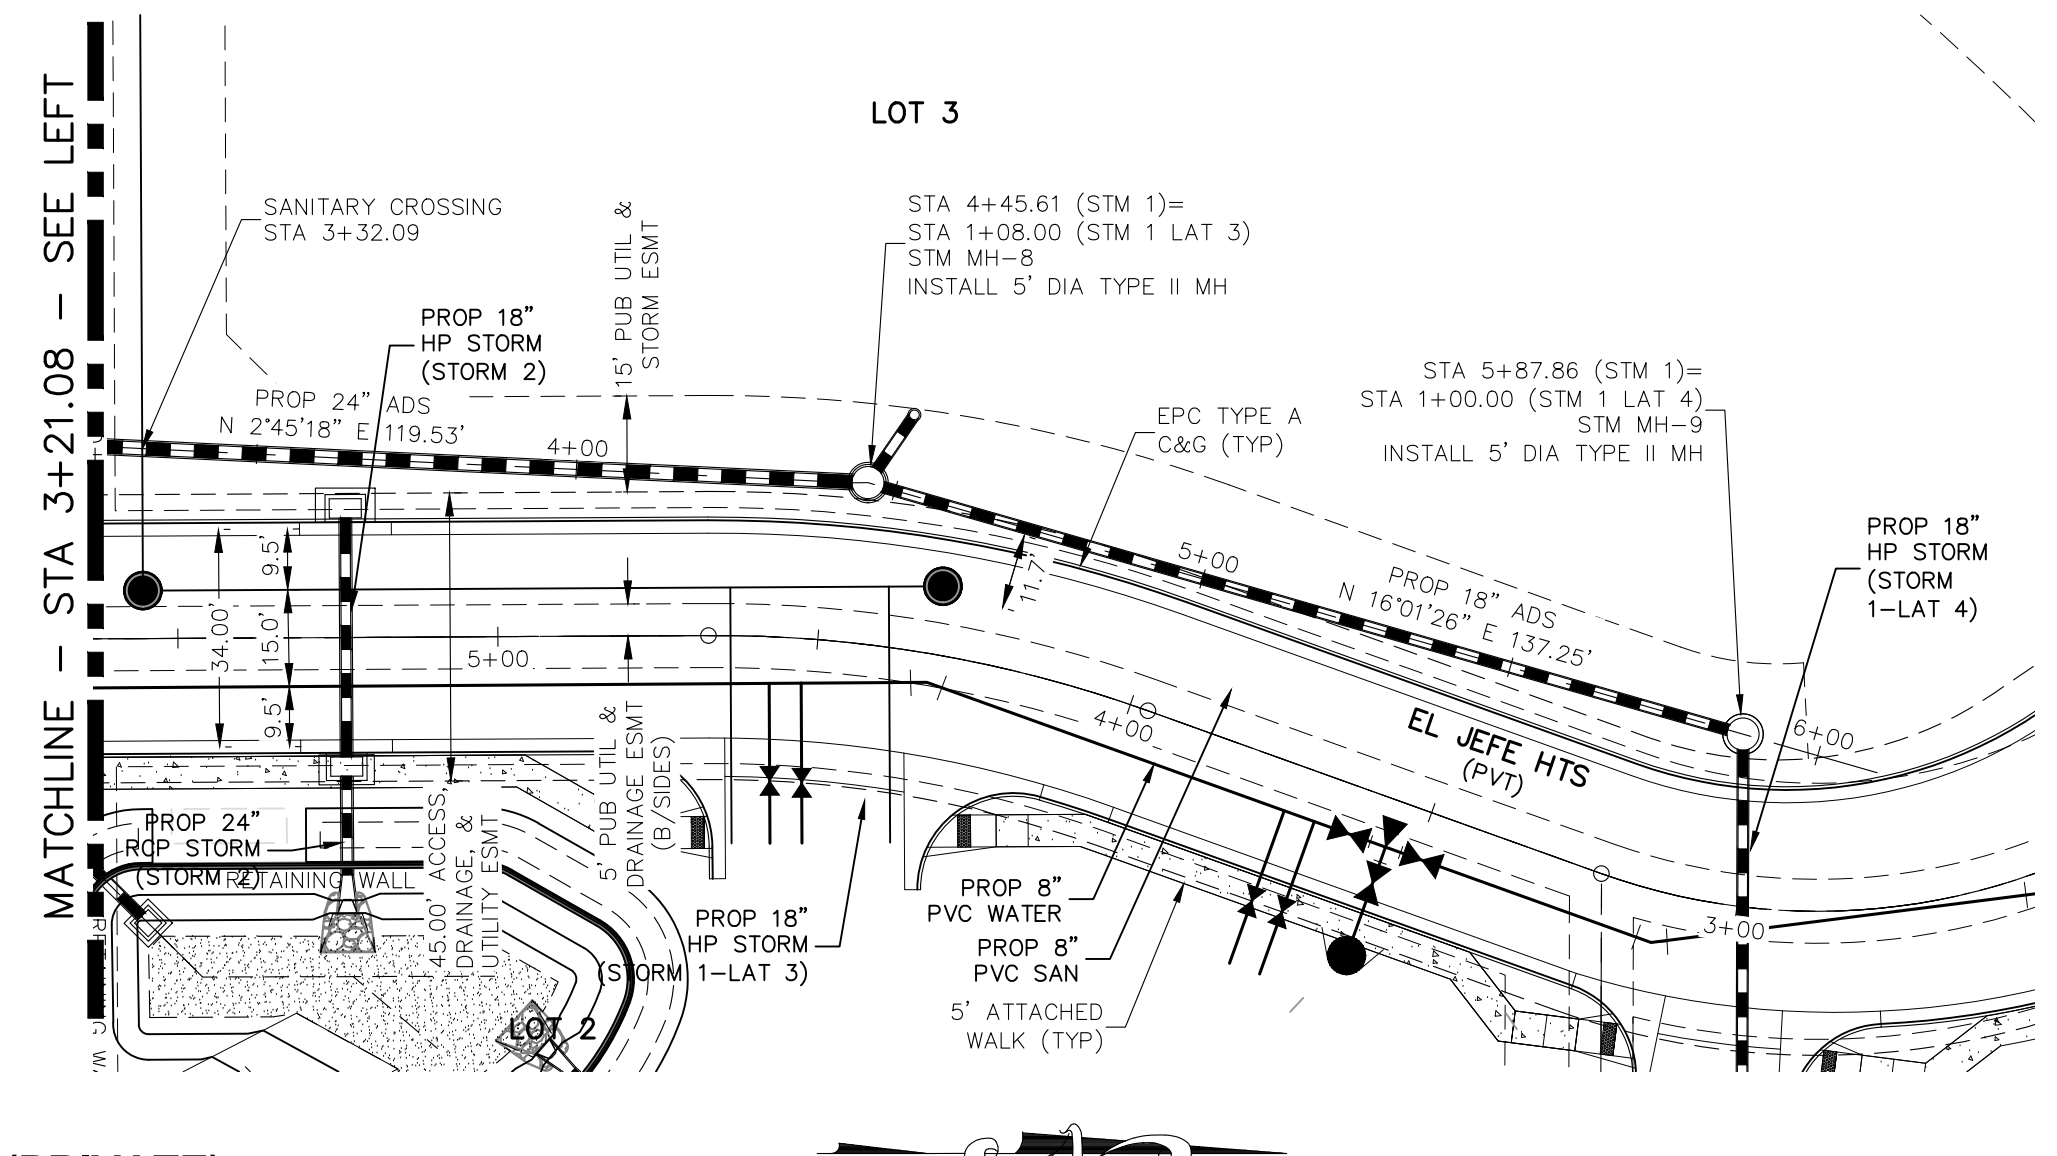 MATCHLINE – STA 3+21.08 – SEE LEFT
LOT 3
SANITARY CROSSING
STA 3+32.09
PROP 18"
HP STORM
(STORM 2)
15' PUB UTIL &
STORM ESMT
STA 4+45.61 (STM 1)=
STA 1+08.00 (STM 1 LAT 3)
STM MH-8
INSTALL 5' DIA TYPE II MH
STA 5+87.86 (STM 1)=
STA 1+00.00 (STM 1 LAT 4)
STM MH-9
INSTALL 5' DIA TYPE II MH
PROP 24" ADS
N 2°45'18" E 119.53'
4+00
EPC TYPE A
C&G (TYP)
PROP 18"
HP STORM
(STORM
1-LAT 4)
5+00
PROP 18" ADS
N 16°01'26" E 137.25'
11.7'
9.5'
34.00'
15.0'
9.5'
5+00
4+00
EL JEFE HTS
(PVT)
6+00
3+00
PROP 24"
RCP STORM
(STORM 2)
RETAINING WALL
45.00' ACCESS,
DRAINAGE, &
UTILITY ESMT
5' PUB UTIL &
DRAINAGE ESMT
(B/SIDES)
PROP 18"
HP STORM
(STORM 1-LAT 3)
PROP 8"
PVC WATER
PROP 8"
PVC SAN
5' ATTACHED
WALK (TYP)
LOT 2
RETAINING W